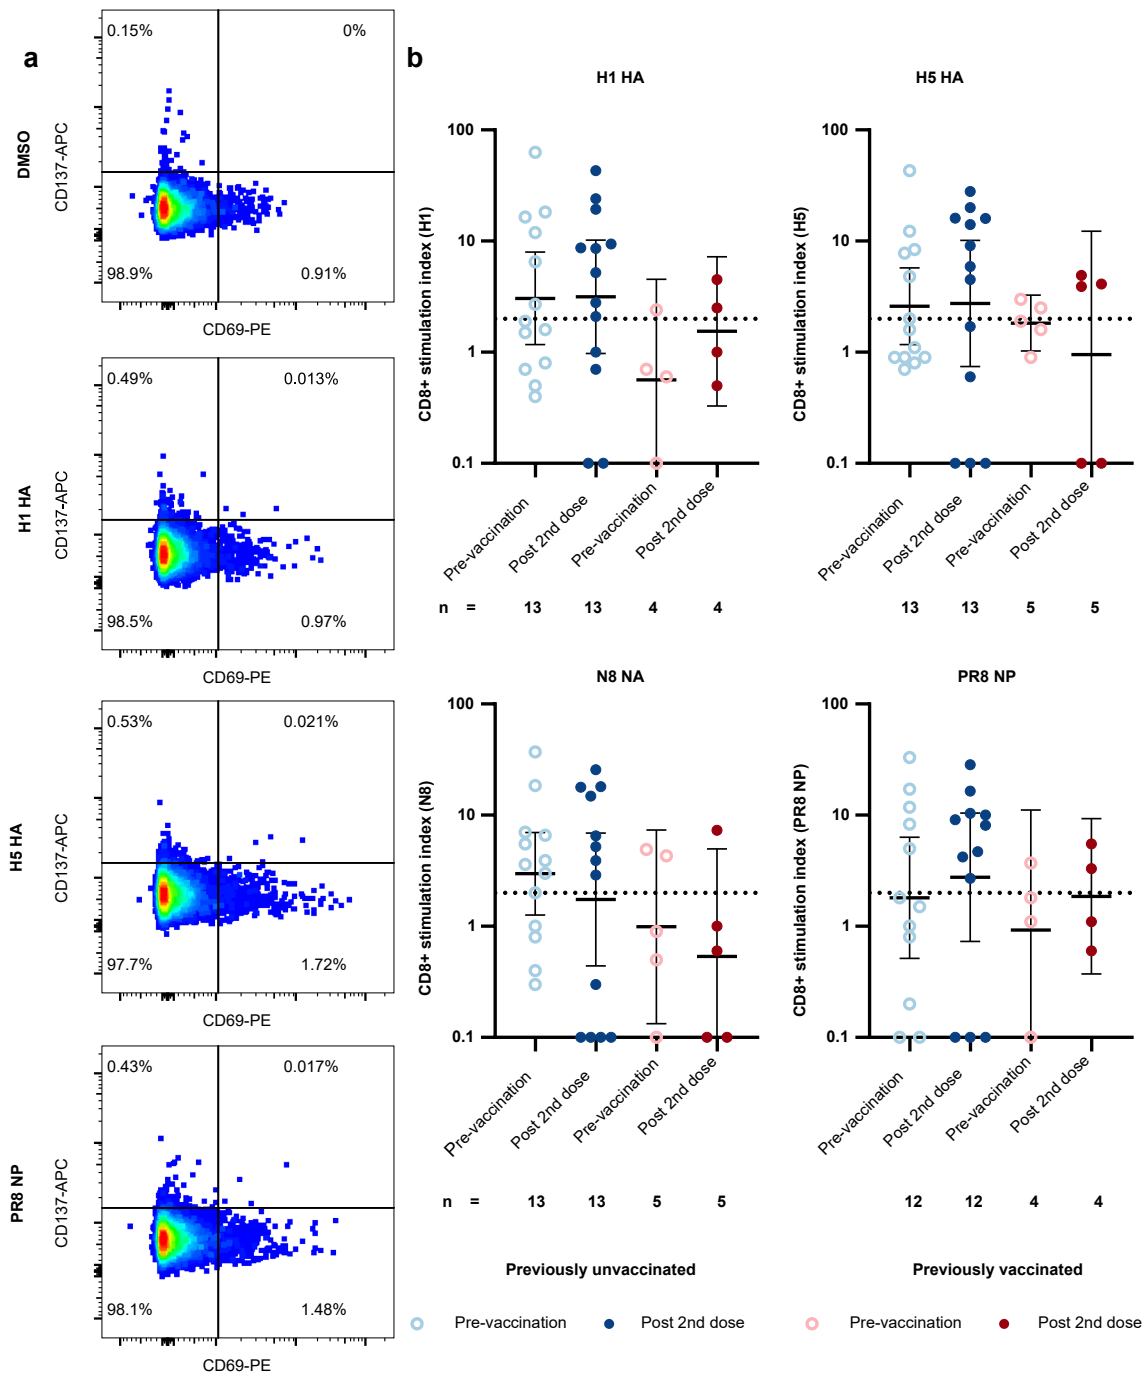 a
0.15%
0%
98.9%
0.91%
DMSO
CD137-APC
CD69-PE
0.49%
0.013%
98.5%
0.97%
H1 HA
CD137-APC
CD69-PE
0.53%
0.021%
97.7%
1.72%
H5 HA
CD137-APC
CD69-PE
0.43%
0.017%
98.1%
1.48%
PR8 NP
CD137-APC
CD69-PE
b
H1 HA
CD8+ stimulation index (H1)
100
10
1
0.1
Pre-vaccination
Post 2nd dose
Pre-vaccination
Post 2nd dose
n = 13 13 4 4
H5 HA
CD8+ stimulation index (H5)
100
10
1
0.1
Pre-vaccination
Post 2nd dose
Pre-vaccination
Post 2nd dose
13 13 5 5
N8 NA
CD8+ stimulation index (N8)
100
10
1
0.1
Pre-vaccination
Post 2nd dose
Pre-vaccination
Post 2nd dose
n = 13 13 5 5
PR8 NP
CD8+ stimulation index (PR8 NP)
100
10
1
0.1
Pre-vaccination
Post 2nd dose
Pre-vaccination
Post 2nd dose
12 12 4 4
Previously unvaccinated
Previously vaccinated
Pre-vaccination
Post 2nd dose
Pre-vaccination
Post 2nd dose